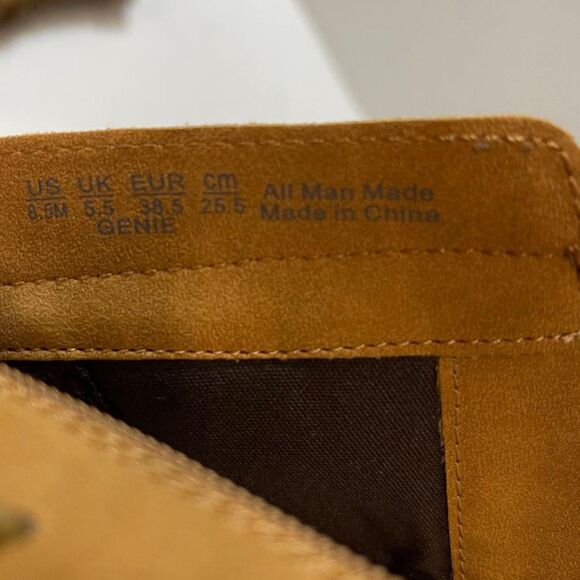 US UK EUR cm
8.5M 5.5 38.5 25.5
GENIE
All Man Made
Made in China